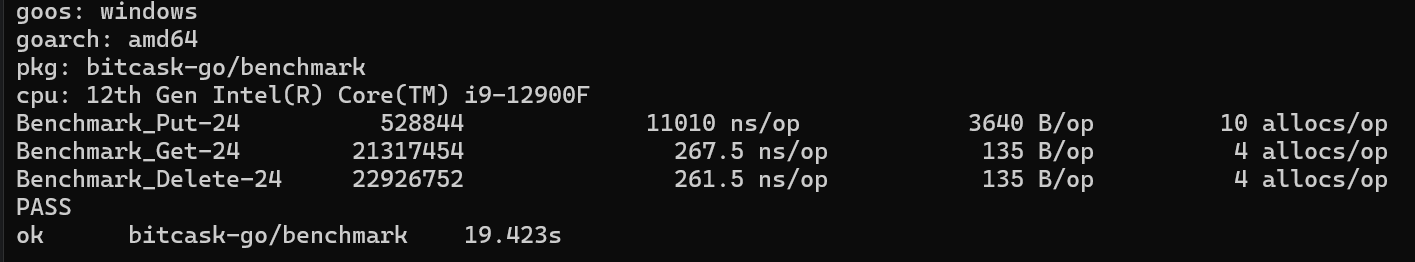 goos: windows
goarch: amd64
pkg: bitcask-go/benchmark
cpu: 12th Gen Intel(R) Core(TM) i9-12900F
Benchmark_Put-24 528844 11010 ns/op 3640 B/op 10 allocs/op
Benchmark_Get-24 21317454 267.5 ns/op 135 B/op 4 allocs/op
Benchmark_Delete-24 22926752 261.5 ns/op 135 B/op 4 allocs/op
PASS
ok bitcask-go/benchmark 19.423s